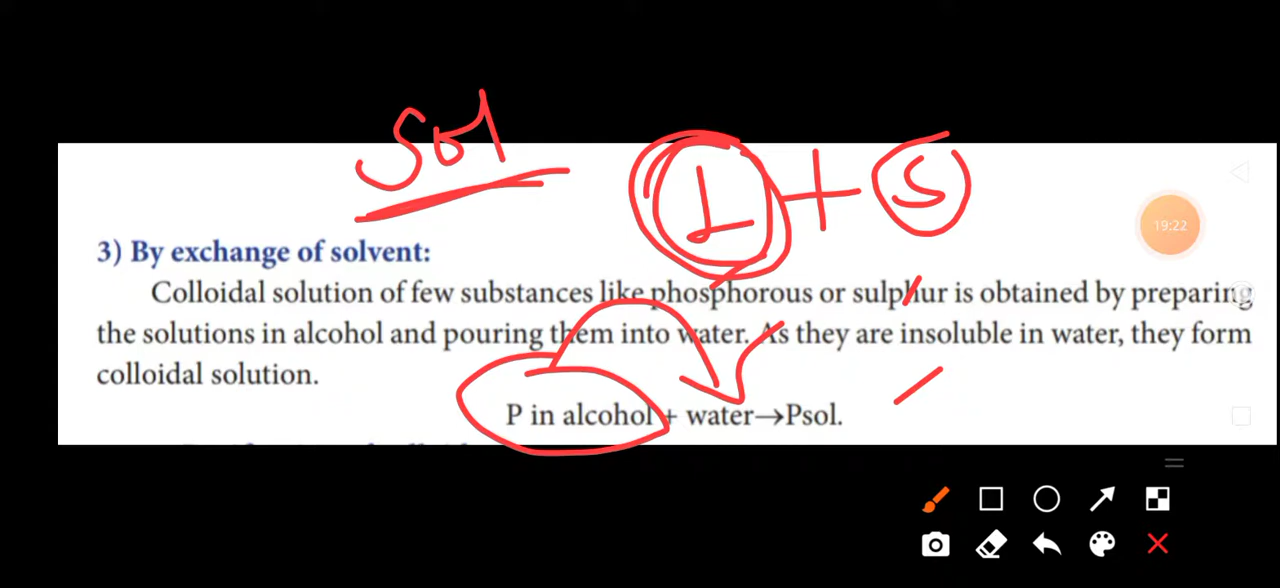 Sol
L + S
19:22
3) By exchange of solvent:
Colloidal solution of few substances like phosphorous or sulphur is obtained by preparing
the solutions in alcohol and pouring them into water. As they are insoluble in water, they form
colloidal solution.
P in alcohol + water→Psol.